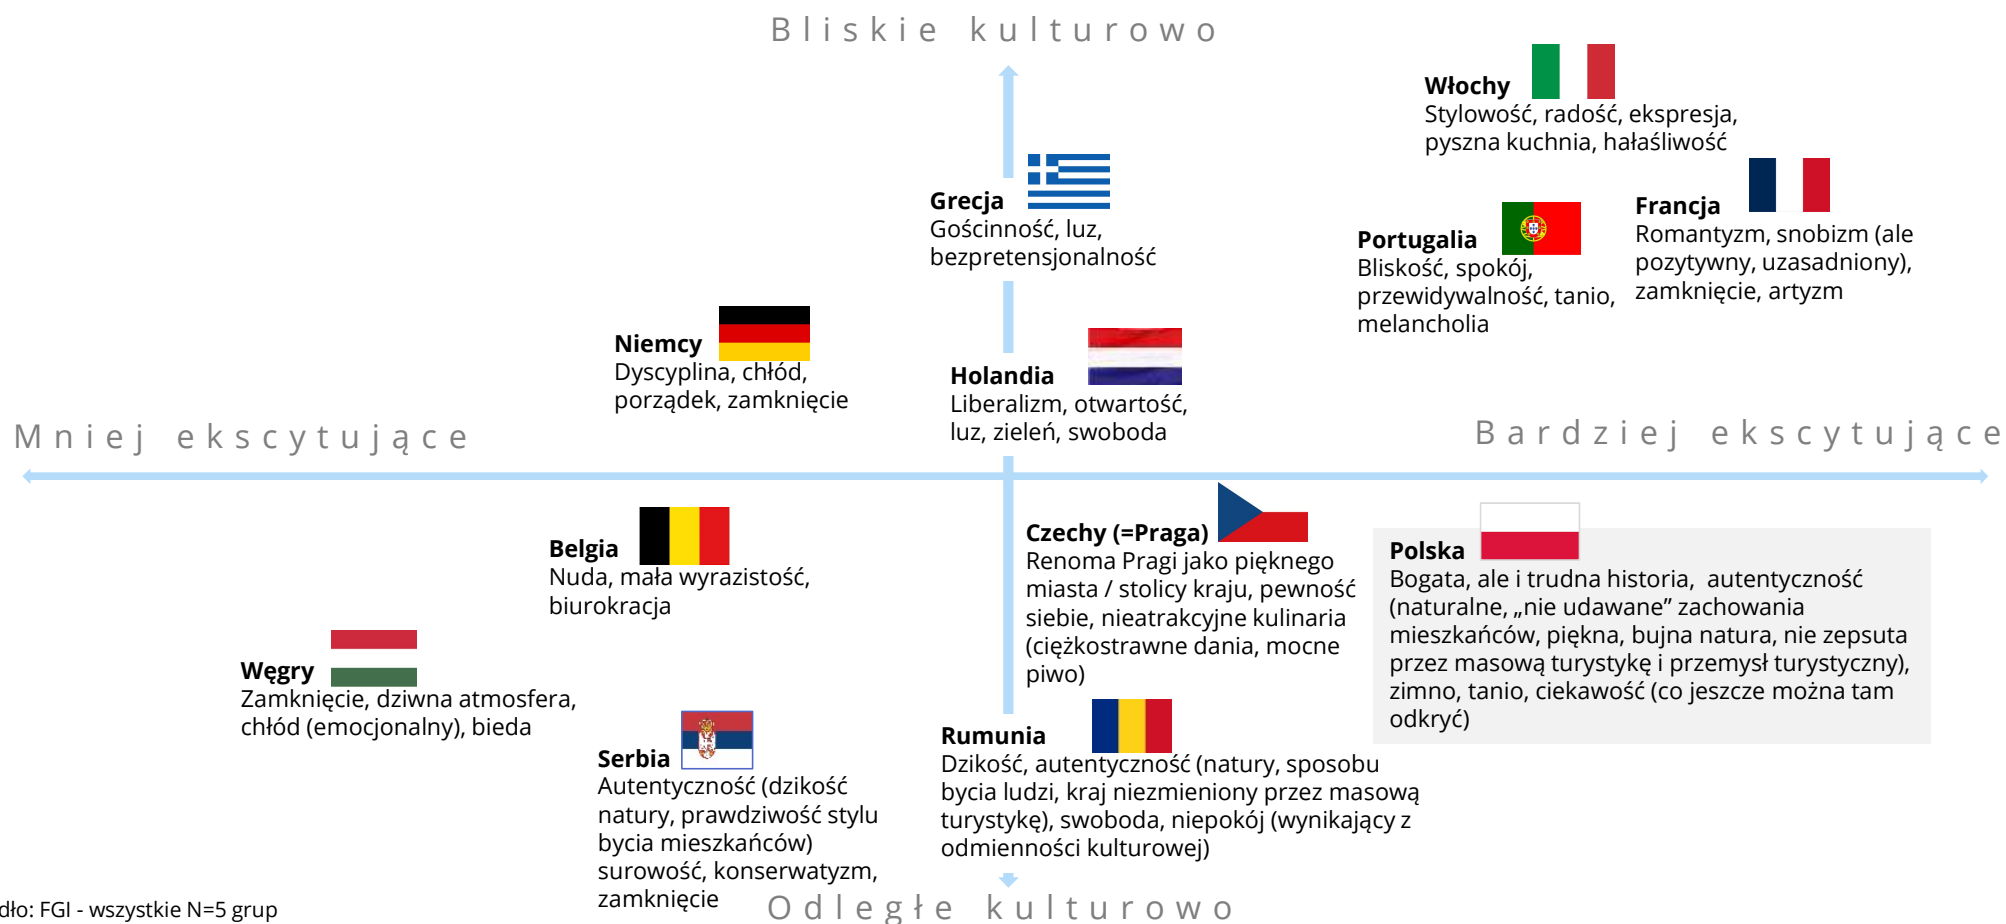 Bliskie kulturowo
Włochy
Stylowość, radość, ekspresja,
pyszna kuchnia, hałaśliwość
Grecja
Gościnność, luz,
bezpretensjonalność
Portugalia
Bliskość, spokój,
przewidywalność, tanio,
melancholia
Francja
Romantyzm, snobizm (ale
pozytywny, uzasadniony),
zamknięcie, artyzm
Niemcy
Dyscyplina, chłód,
porządek, zamknięcie
Holandia
Liberalizm, otwartość,
luz, zieleń, swoboda
Mniej ekscytujące
Bardziej ekscytujące
Belgia
Nuda, mała wyrazistość,
biurokracja
Czechy (=Praga)
Renoma Pragi jako pięknego
miasta / stolicy kraju, pewność
siebie, nieatrakcyjne kulinaria
(ciężkostrawne dania, mocne
piwo)
Polska
Bogata, ale i trudna historia, autentyczność
(naturalne, „nie udawane” zachowania
mieszkańców, piękna, bujna natura, nie zepsuta
przez masową turystykę i przemysł turystyczny),
zimno, tanio, ciekawość (co jeszcze można tam
odkryć)
Węgry
Zamknięcie, dziwna atmosfera,
chłód (emocjonalny), bieda
Serbia
Autentyczność (dzikość
natury, prawdziwość stylu
bycia mieszkańców)
surowość, konserwatyzm,
zamknięcie
Rumunia
Dzikość, autentyczność (natury, sposobu
bycia ludzi, kraj niezmieniony przez masową
turystykę), swoboda, niepokój (wynikający z
odmienności kulturowej)
Odległe kulturowo
dło: FGI - wszystkie N=5 grup